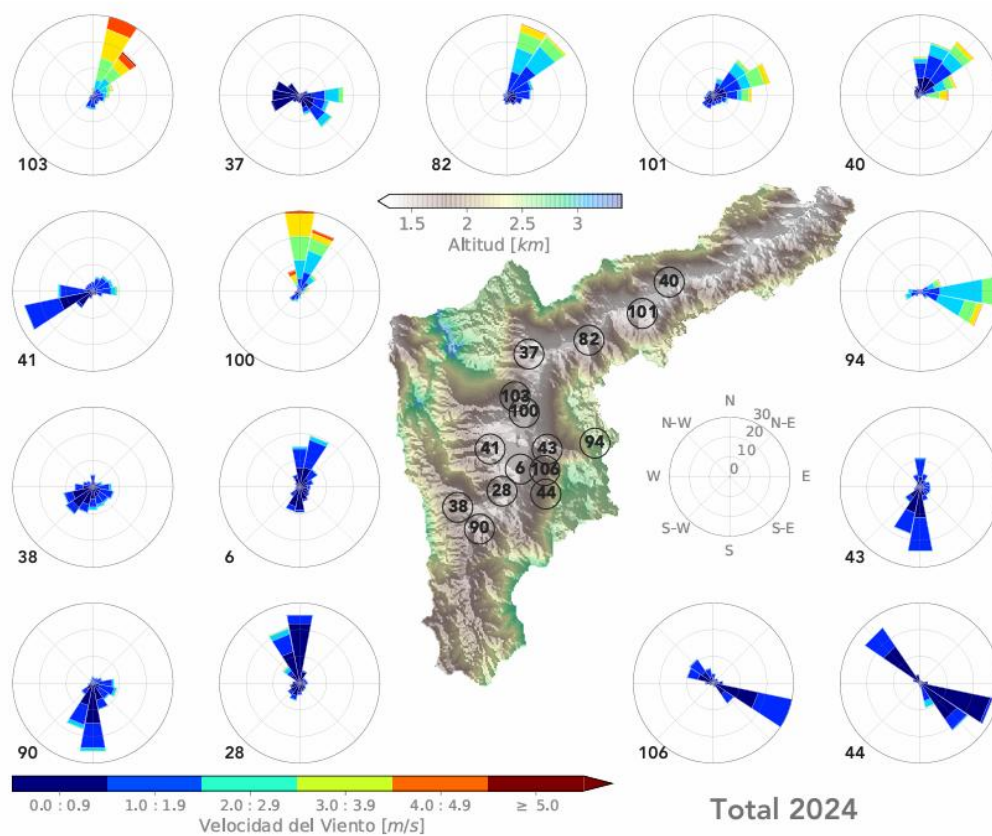 103
37
82
101
40
1.5 2 2.5 3
Altitud [km]
41
100
94
40
101
82
37
103
100
41
43
94
6
106
28
44
38
90
N
N-W
N-E
30
20
10
0
W
E
S-W
S-E
S
38
6
43
90
28
106
44
0.0 : 0.9 1.0 : 1.9 2.0 : 2.9 3.0 : 3.9 4.0 : 4.9 ≥ 5.0
Velocidad del Viento [m/s]
Total 2024